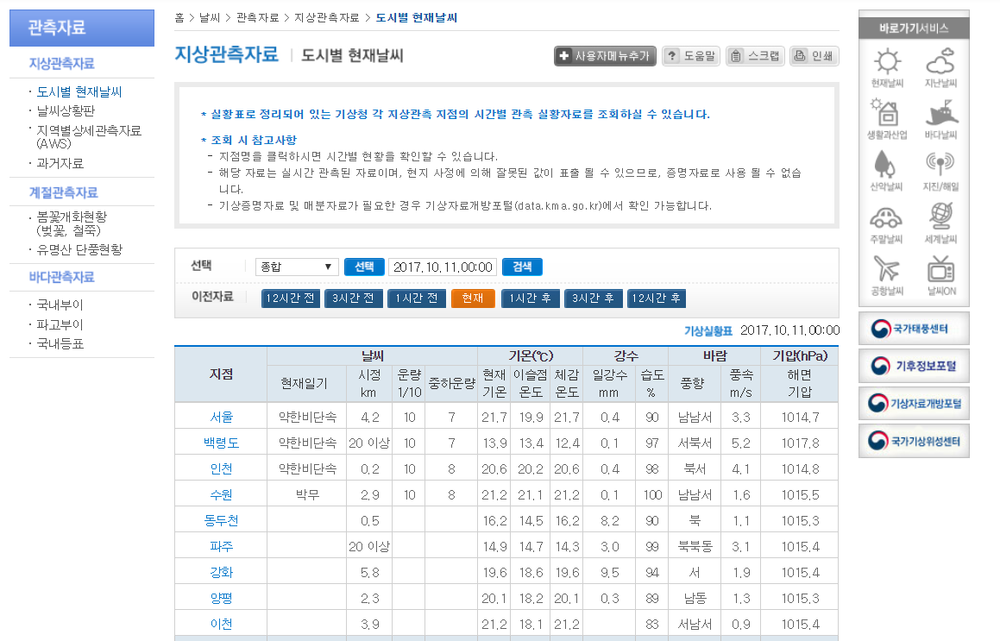 홈 > 날씨 > 관측자료 > 지상관측자료 > 도시별 현재날씨
관측자료
지상관측자료
· 도시별 현재날씨
· 날씨상황판
· 지역별상세관측자료
(AWS)
· 과거자료
계절관측자료
· 봄꽃개화현황
(벚꽃, 철쭉)
· 유명산 단풍현황
바다관측자료
· 국내부이
· 파고부이
· 국내등표
지상관측자료 | 도시별 현재날씨
사용자메뉴추가 ? 도움말 스크랩 인쇄
* 실황표로 정리되어 있는 기상청 각 지상관측 지점의 시간별 관측 실황자료를 조회하실 수 있습니다.
* 조회 시 참고사항
- 지점명을 클릭하시면 시간별 현황을 확인할 수 있습니다.
- 해당 자료는 실시간 관측된 자료이며, 현지 사정에 의해 잘못된 값이 표출 될 수 있으므로, 증명자료로 사용 될 수 없습
니다.
- 기상증명자료 및 매분자료가 필요한 경우 기상자료개방포털(data.kma.go.kr)에서 확인 가능합니다.
선택 종합 선택 2017.10.11.00:00 검색
이전자료 12시간 전 3시간 전 1시간 전 현재 1시간 후 3시간 후 12시간 후
기상실황표 2017.10.11.00:00
지점 날씨 기온(℃) 강수 바람 기압(hPa)
현재일기 시정 km 운량 1/10 중하운량 현재 기온 이슬점 온도 체감 온도 일강수 mm 습도 % 풍향 풍속 m/s 해면 기압
서울 약한비단속 4.2 10 7 21.7 19.9 21.7 0.4 90 남남서 3.3 1014.7
백령도 약한비단속 20 이상 10 7 13.9 13.4 12.4 0.1 97 서북서 5.2 1017.8
인천 약한비단속 0.2 10 8 20.6 20.2 20.6 0.4 98 북서 4.1 1014.8
수원 박무 2.9 10 8 21.2 21.1 21.2 0.1 100 남남서 1.6 1015.5
동두천 0.5 16.2 14.5 16.2 8.2 90 북 1.1 1015.3
파주 20 이상 14.9 14.7 14.3 3.0 99 북북동 3.1 1015.4
강화 5.8 19.6 18.6 19.6 9.5 94 서 1.9 1015.4
양평 2.3 20.1 18.2 20.1 0.3 89 남동 1.3 1015.3
이천 3.9 21.2 18.1 21.2 83 서남서 0.9 1015.4
바로가기서비스
현재날씨 지난날씨
생활과산업 바다날씨
산악날씨 지진/해일
주말날씨 세계날씨
공항날씨 날씨ON
국가태풍센터
기후정보포털
기상자료개방포털
국가기상위성센터